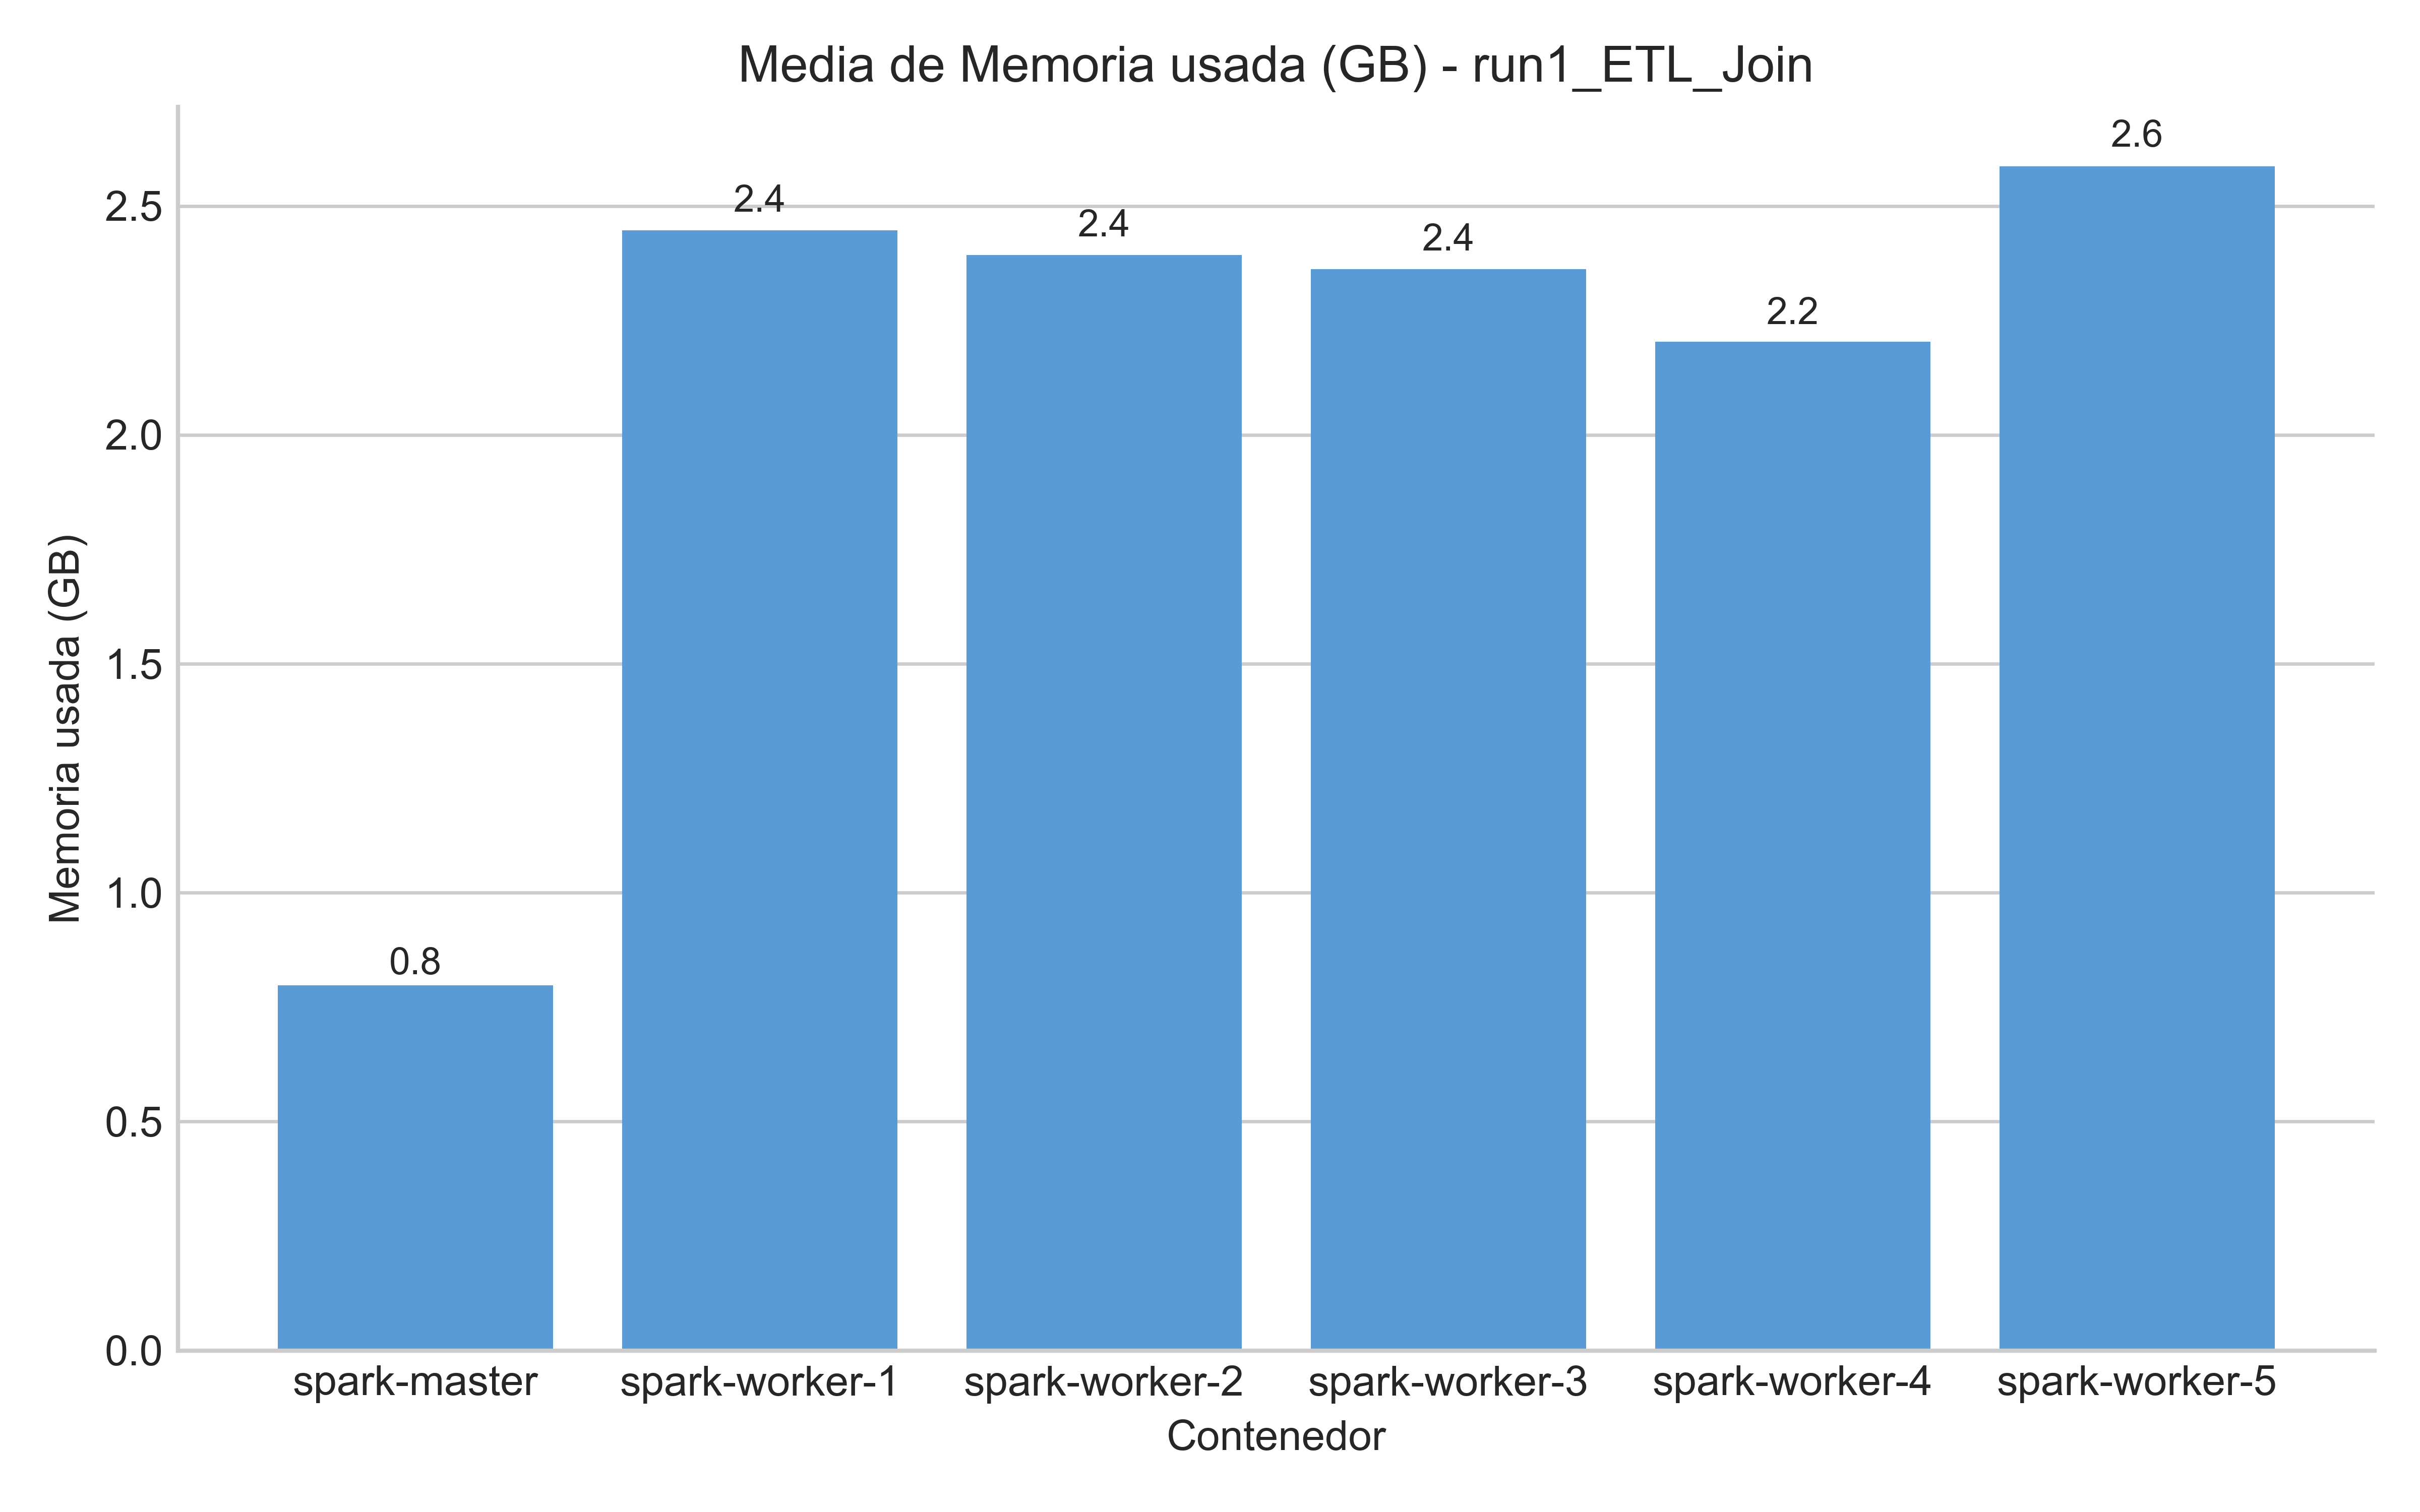 Media de Memoria usada (GB) - run1_ETL_Join
Memoria usada (GB)
2.5
2.0
1.5
1.0
0.5
0.0
0.8
2.4
2.4
2.4
2.2
2.6
spark-master
spark-worker-1
spark-worker-2
spark-worker-3
spark-worker-4
spark-worker-5
Contenedor